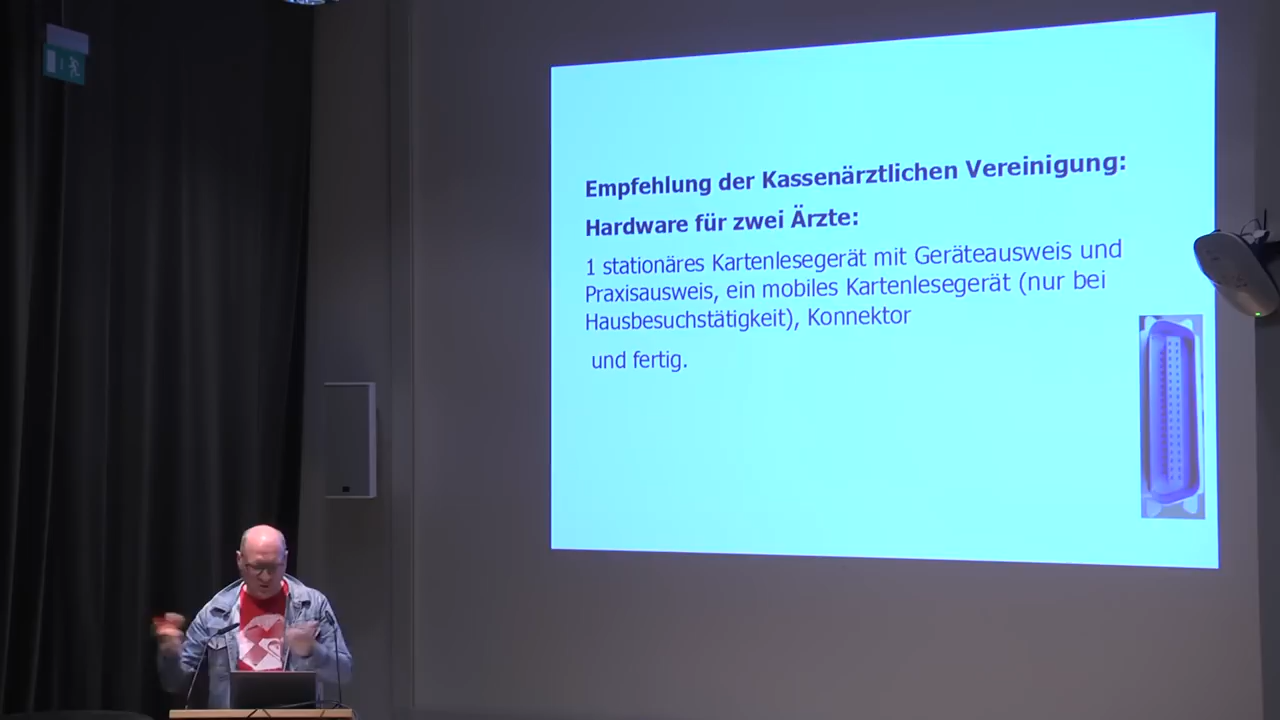 Empfehlung der Kassenärztlichen Vereinigung:
Hardware für zwei Ärzte:
1 stationäres Kartenlesegerät mit Geräteausweis und
Praxisausweis, ein mobiles Kartenlesegerät (nur bei
Hausbesuchstätigkeit), Konnektor
und fertig.